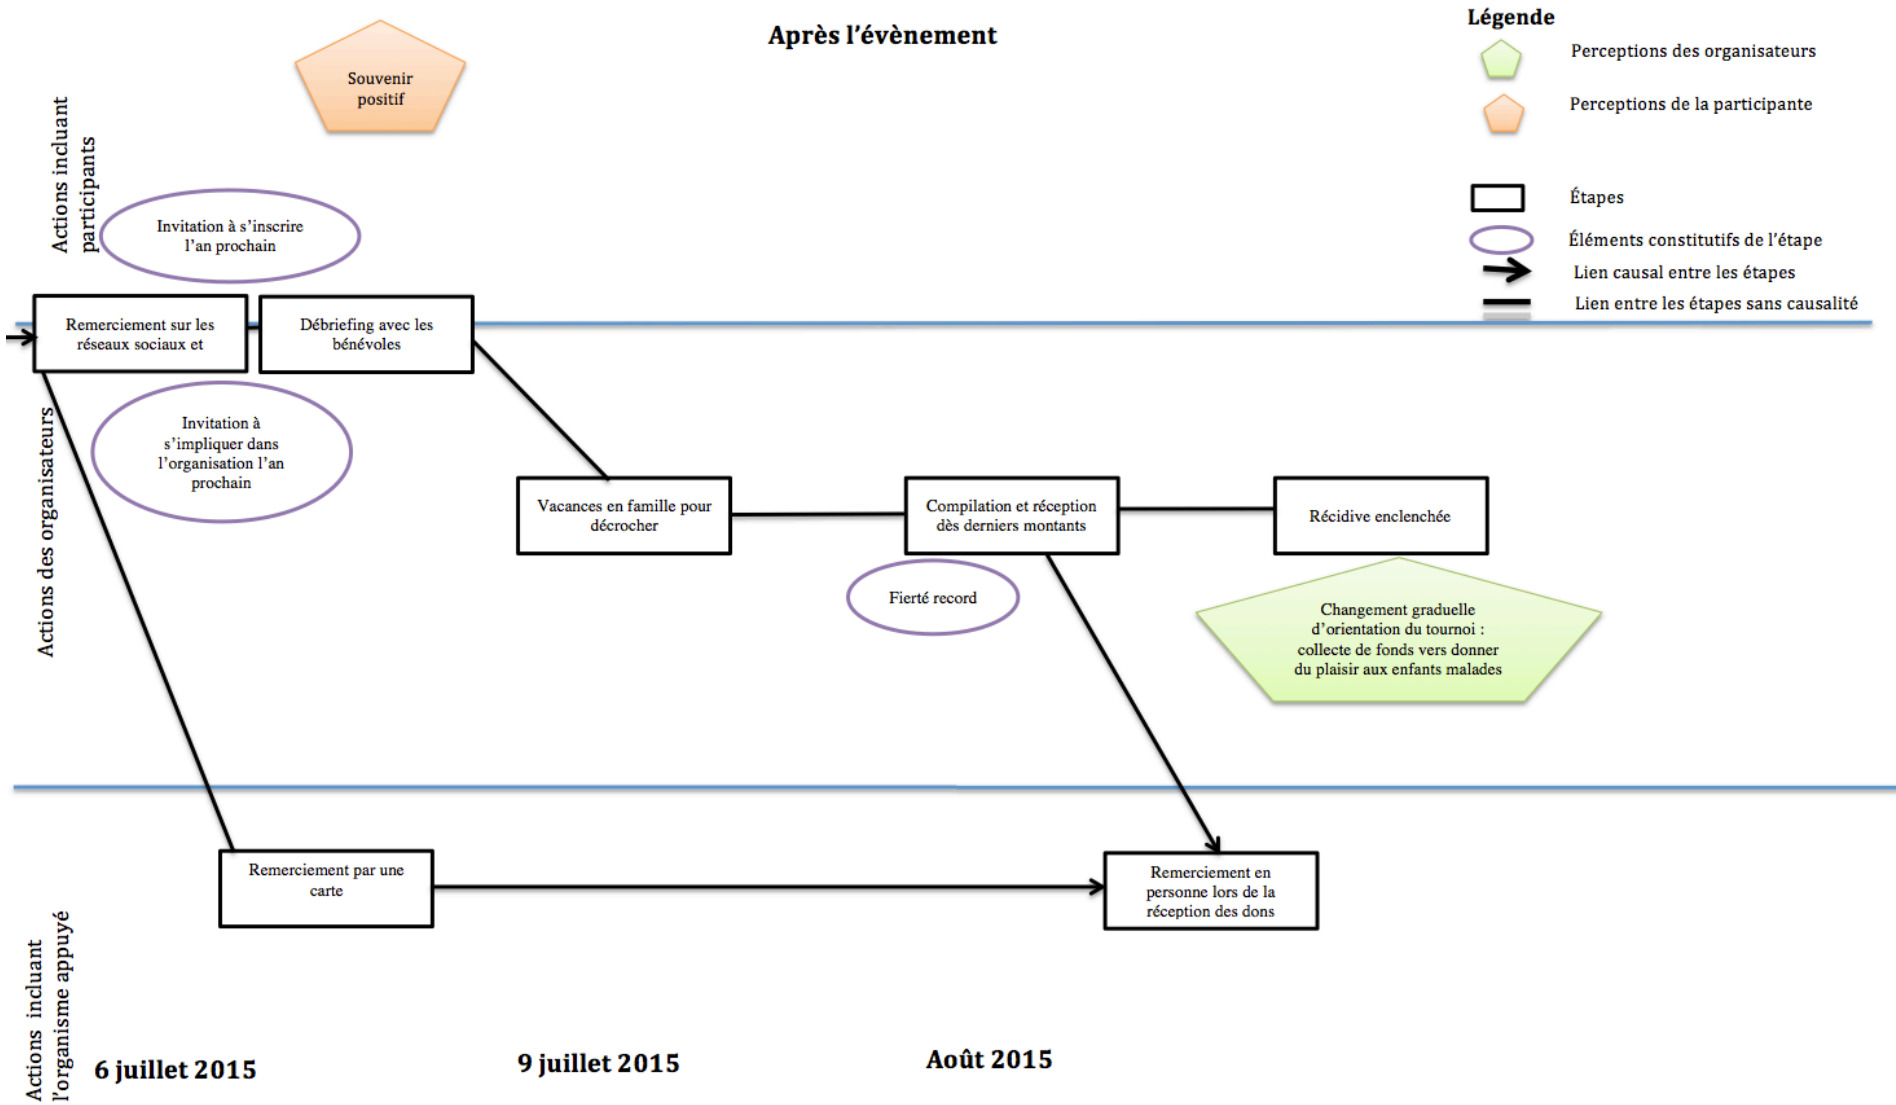 Après l'évènement
Légende
Perceptions des organisateurs
Perceptions de la participante
Étapes
Éléments constitutifs de l'étape
Lien causal entre les étapes
Lien entre les étapes sans causalité
Actions incluant
participants
Souvenir
positif
Invitation à s'inscrire
l'an prochain
Remerciement sur les
réseaux sociaux et
Débriefing avec les
bénévoles
Actions des organisateurs
Invitation à
s'impliquer dans
l'organisation l'an
prochain
Vacances en famille pour
décrocher
Compilation et réception
dès derniers montants
Récidive enclenchée
Fierté record
Changement graduelle
d'orientation du tournoi :
collecte de fonds vers donner
du plaisir aux enfants malades
Actions incluant
l'organisme appuyé
Remerciement par une
carte
Remerciement en
personne lors de la
réception des dons
6 juillet 2015
9 juillet 2015
Août 2015